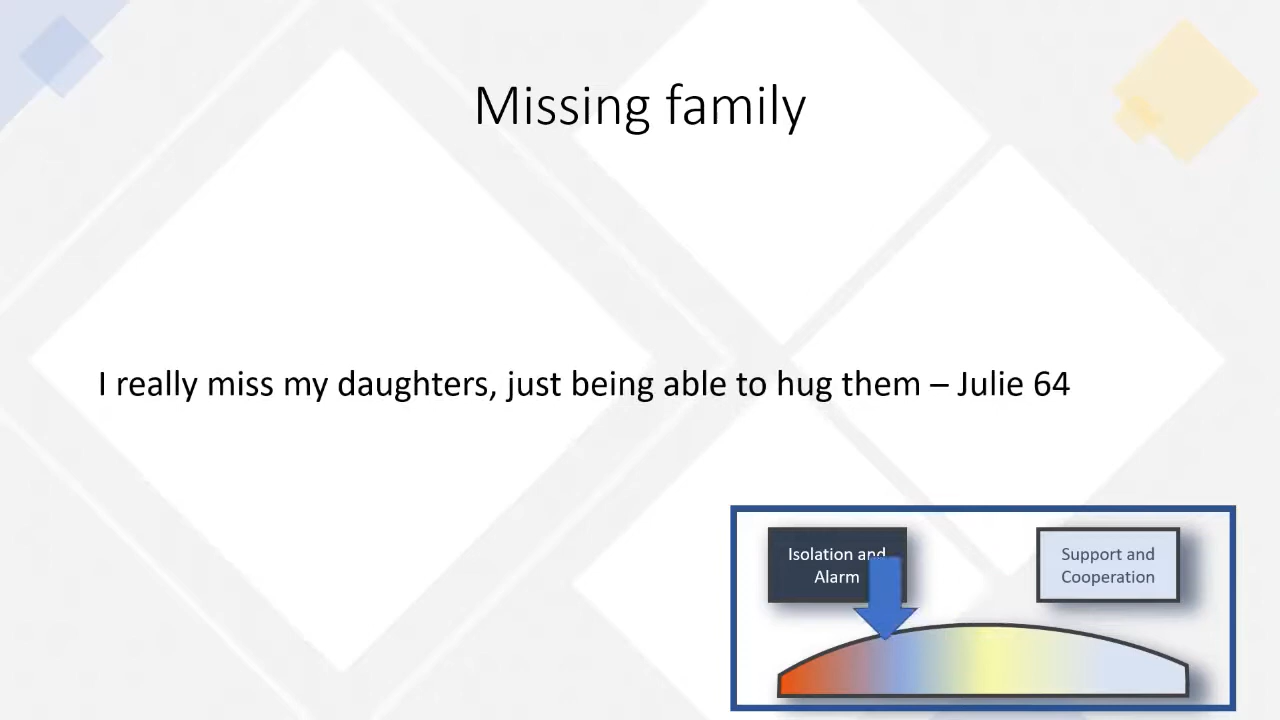 Missing family
I really miss my daughters, just being able to hug them – Julie 64
Isolation and
Alarm
Support and
Cooperation